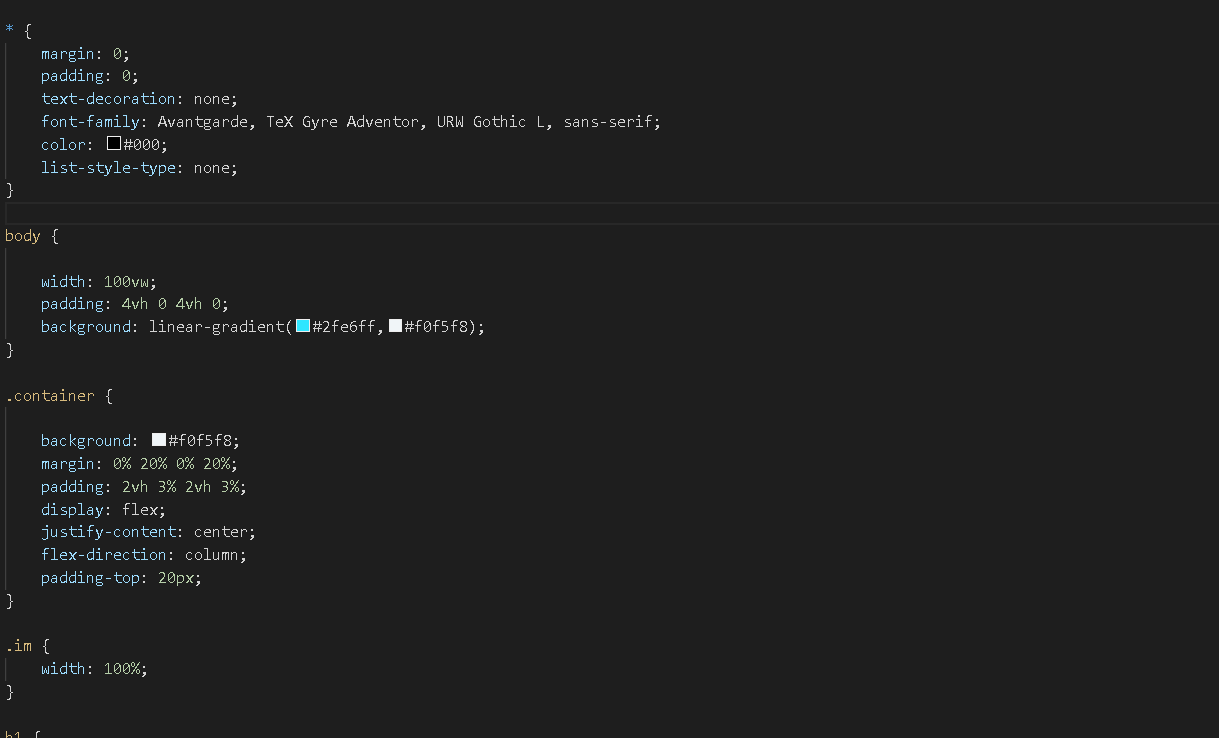 * {
margin: 0;
padding: 0;
text-decoration: none;
font-family: Avantgarde, TeX Gyre Adventor, URW Gothic L, sans-serif;
color: #000;
list-style-type: none;
}
body {
width: 100vw;
padding: 4vh 0 4vh 0;
background: linear-gradient(#2fe6ff,#f0f5f8);
}
.container {
background: #f0f5f8;
margin: 0% 20% 0% 20%;
padding: 2vh 3% 2vh 3%;
display: flex;
justify-content: center;
flex-direction: column;
padding-top: 20px;
}
.im {
width: 100%;
}
h1 {